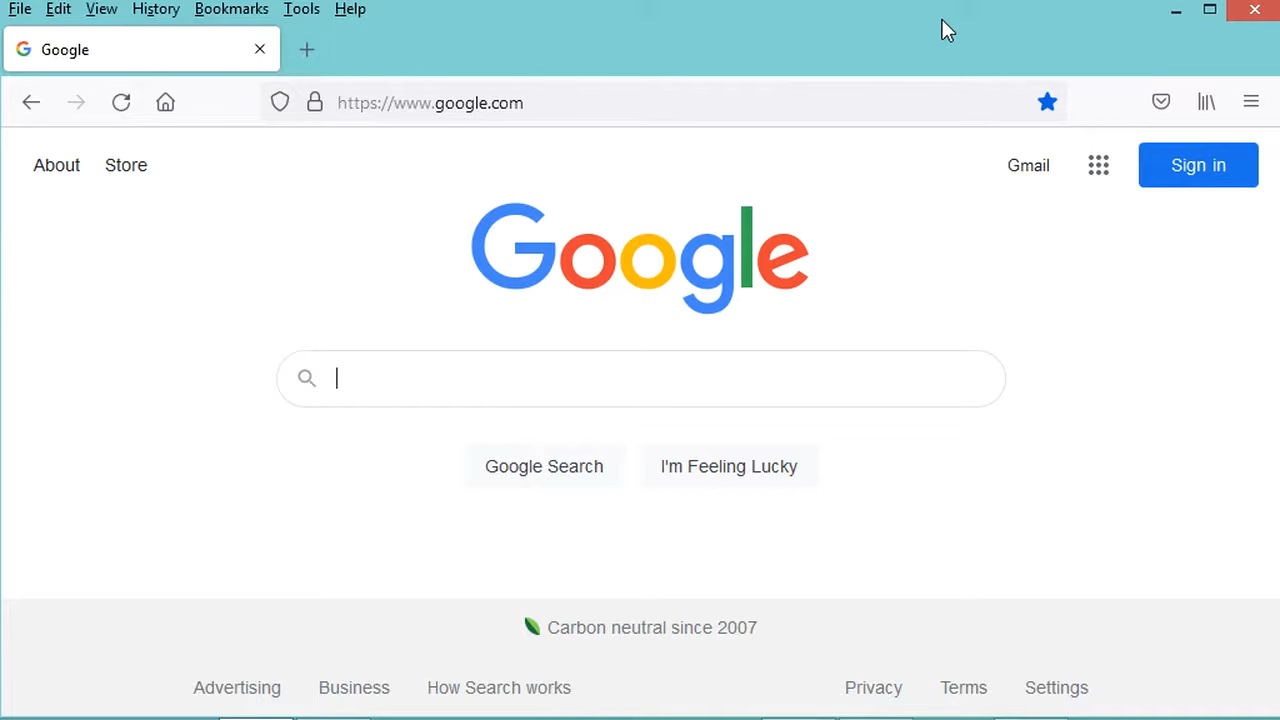 File Edit View History Bookmarks Tools Help
Google
https://www.google.com
About Store Gmail Sign in
Google
Google Search I'm Feeling Lucky
Carbon neutral since 2007
Advertising Business How Search works Privacy Terms Settings